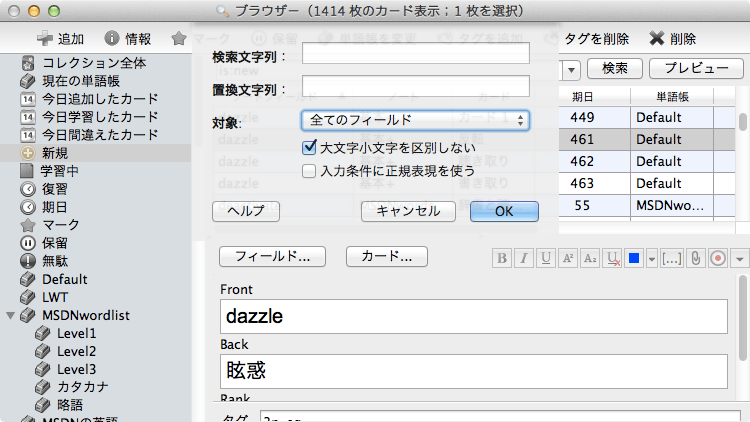 ブラウザー（1414 枚のカード表示；1 枚を選択）
追加
情報
マーク
保留
単語帳を変更
タグを追加
タグを削除
削除
コレクション全体
現在の単語帳
今日追加したカード
今日学習したカード
今日間違えたカード
新規
学習中
復習
期日
マーク
保留
無駄
Default
LWT
MSDNwordlist
Level1
Level2
Level3
カタカナ
略語
MSDNの英語
is:new
検索文字列：
置換文字列：
対象:
全てのフィールド
大文字小文字を区別しない
入力条件に正規表現を使う
ヘルプ
キャンセル
OK
検索
プレビュー
期日
単語帳
449
Default
461
Default
462
Default
463
Default
55
MSDNwo...
フィールド...
カード...
B
I
U
A²
A₂
U
[...]
Front
dazzle
Back
眩惑
Rank
タグ